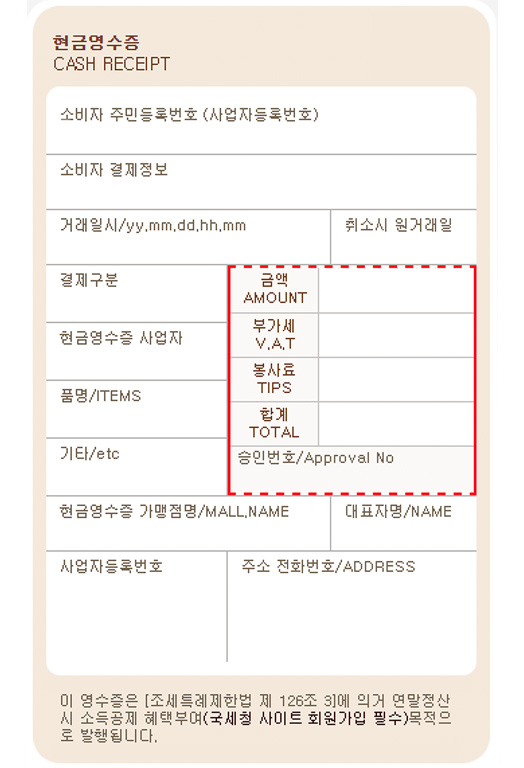 현금영수증
CASH RECEIPT
소비자 주민등록번호 (사업자등록번호)
소비자 결제정보
거래일시/yy,mm,dd,hh,mm
취소시 원거래일
결제구분
금액
AMOUNT
부가세
V.A.T
현금영수증 사업자
봉사료
TIPS
품명/ITEMS
합계
TOTAL
기타/etc
승인번호/Approval No
현금영수증 가맹점명/MALL.NAME
대표자명/NAME
사업자등록번호
주소 전화번호/ADDRESS
이 영수증은 [조세특례제한법 제 126조 3]에 의거 연말정산
시 소득공제 혜택부여(국세청 사이트 회원가입 필수)목적으
로 발행됩니다.